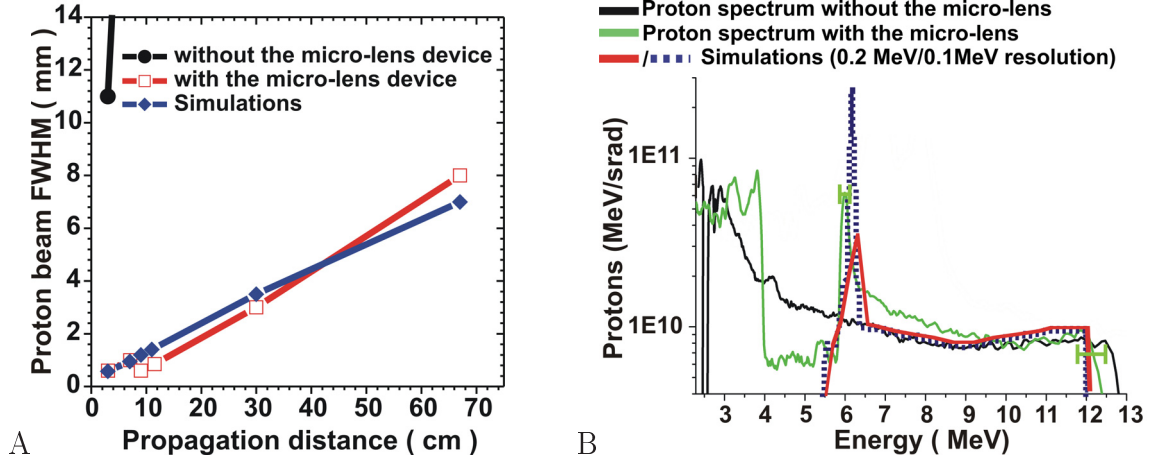 14
12
10
8
6
4
2
0
Proton beam FWHM ( mm )
without the micro-lens device
with the micro-lens device
Simulations
0 10 20 30 40 50 60 70
Propagation distance ( cm )
A
Proton spectrum without the micro-lens
Proton spectrum with the micro-lens
/ Simulations (0.2 MeV/0.1MeV resolution)
Protons (MeV/srad)
1E11
1E10
3 4 5 6 7 8 9 10 11 12 13
Energy ( MeV)
B